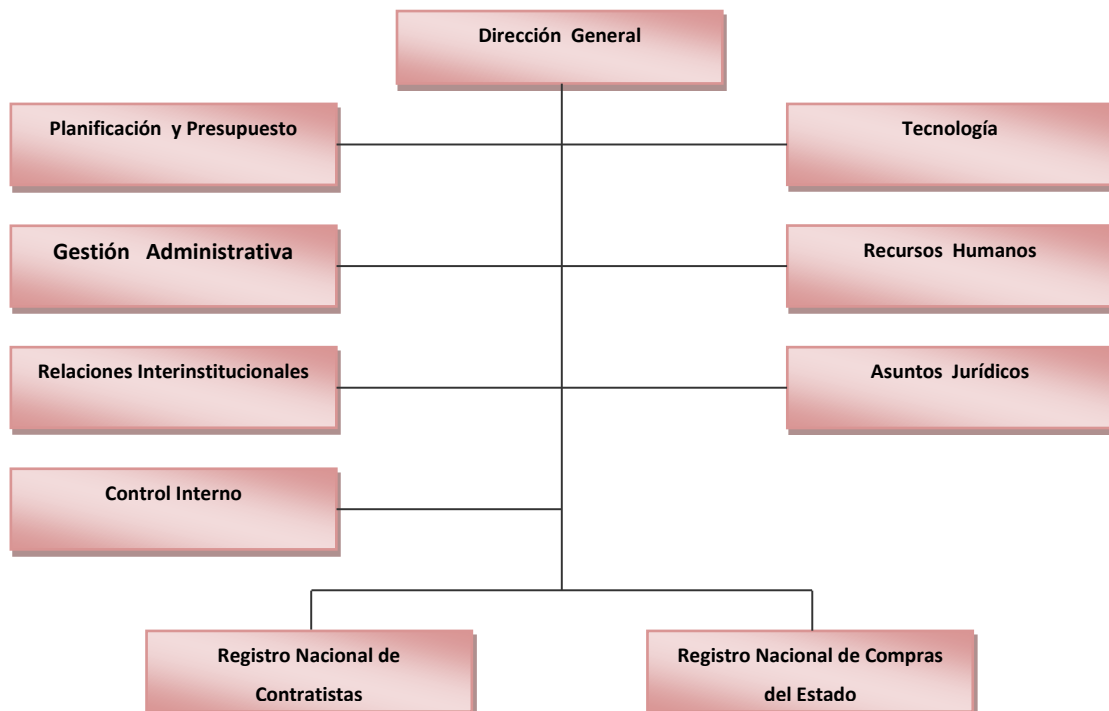 Dirección General
Planificación y Presupuesto
Tecnología
Gestión Administrativa
Recursos Humanos
Relaciones Interinstitucionales
Asuntos Jurídicos
Control Interno
Registro Nacional de
Contratistas
Registro Nacional de Compras
del Estado